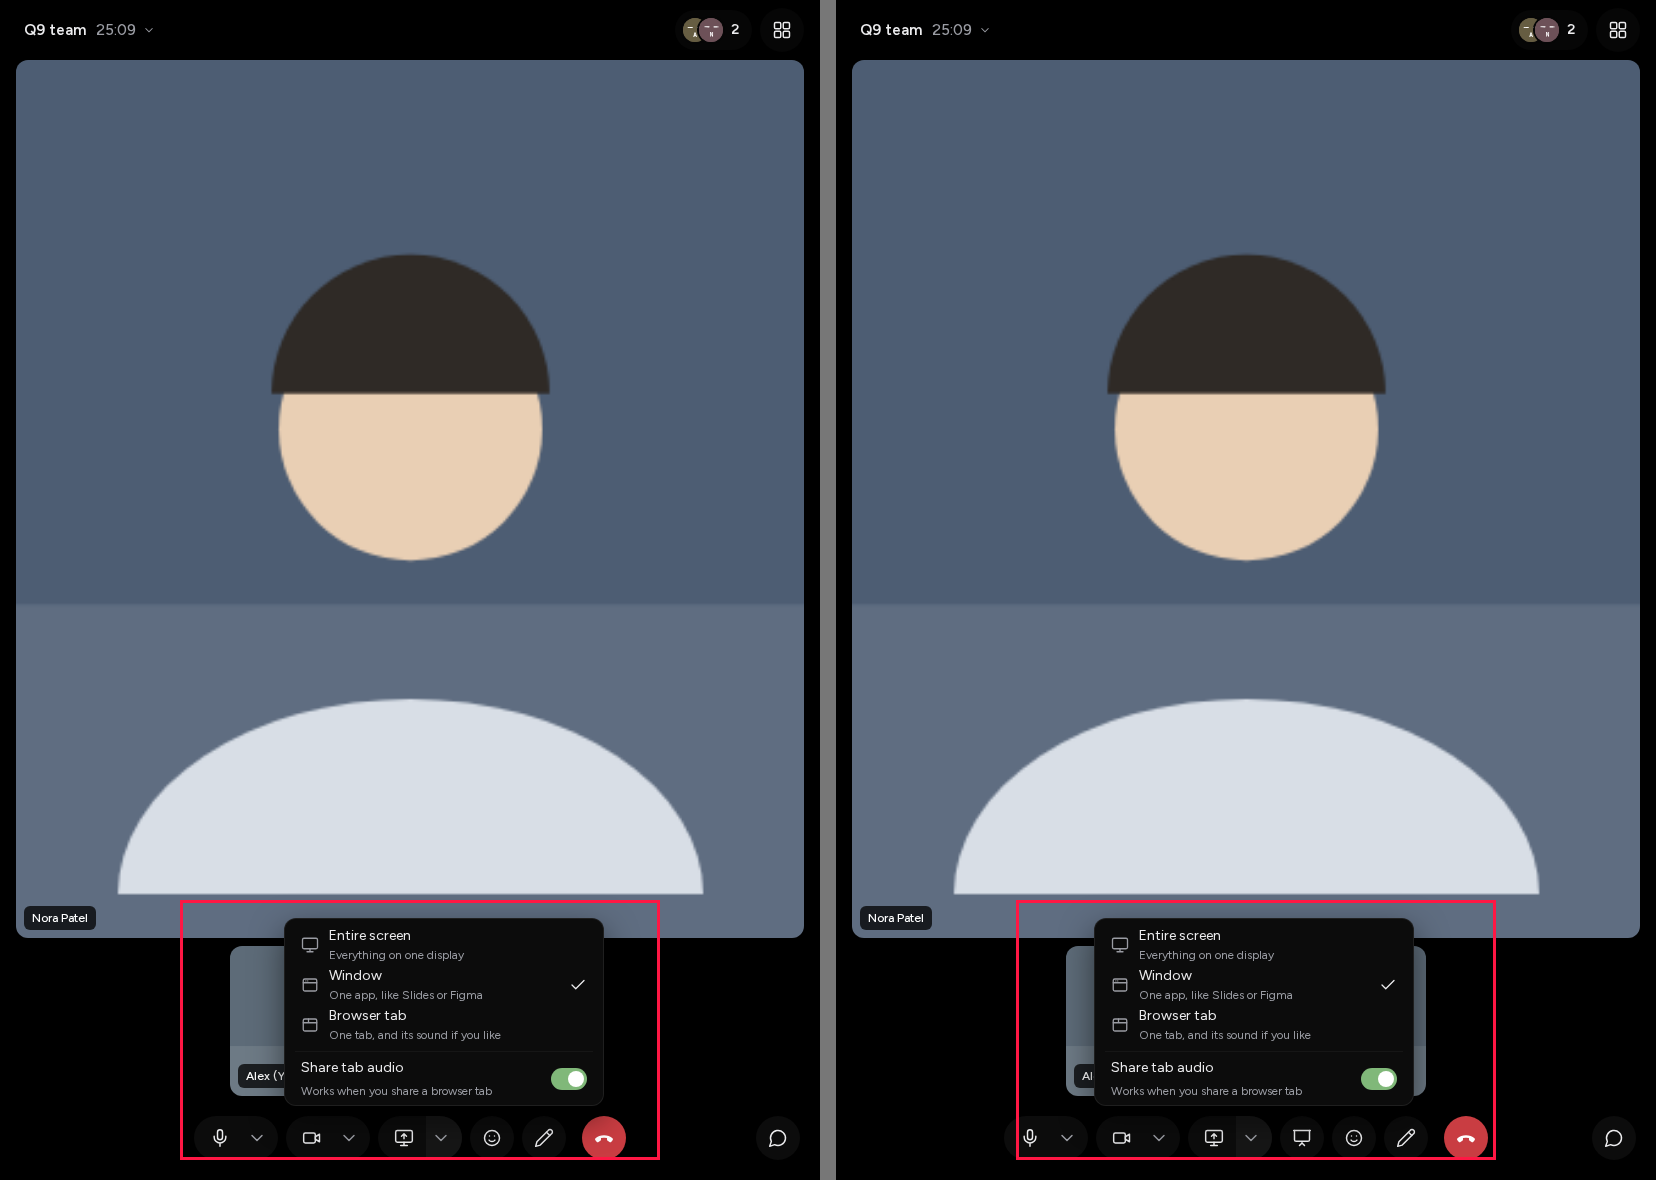 Q9 team 25:09
2
Nora Patel
Entire screen
Everything on one display
Window
One app, like Slides or Figma
Browser tab
One tab, and its sound if you like
Alex (Y
Share tab audio
Works when you share a browser tab
Q9 team 25:09
2
Nora Patel
Entire screen
Everything on one display
Window
One app, like Slides or Figma
Browser tab
One tab, and its sound if you like
Al
Share tab audio
Works when you share a browser tab